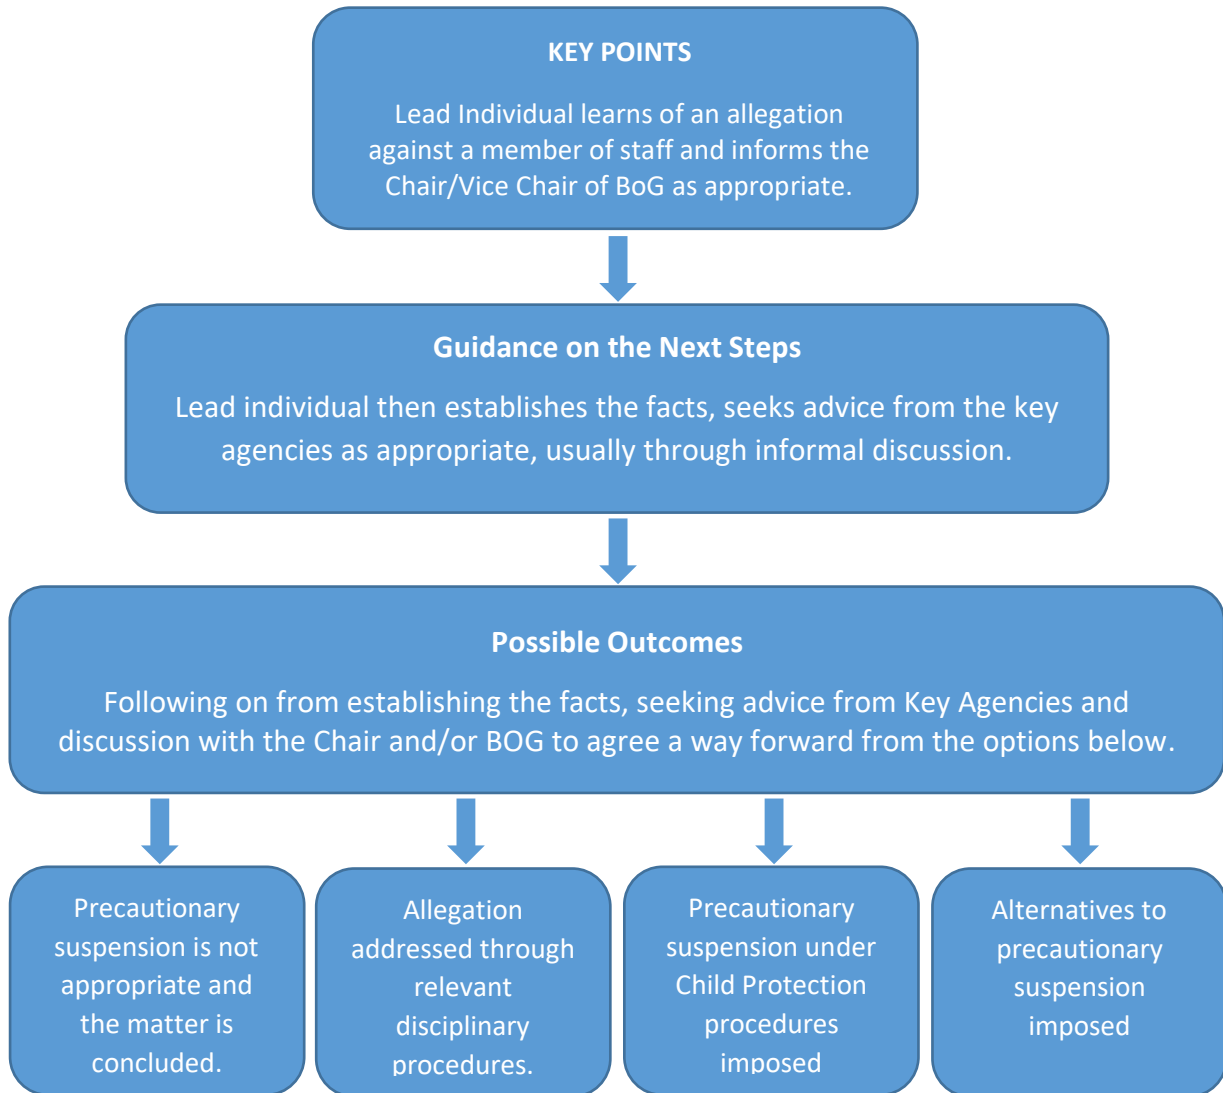 KEY POINTS
Lead Individual learns of an allegation
against a member of staff and informs the
Chair/Vice Chair of BoG as appropriate.
Guidance on the Next Steps
Lead individual then establishes the facts, seeks advice from the key
agencies as appropriate, usually through informal discussion.
Possible Outcomes
Following on from establishing the facts, seeking advice from Key Agencies and
discussion with the Chair and/or BOG to agree a way forward from the options below.
Precautionary
suspension is not
appropriate and
the matter is
concluded.
Allegation
addressed through
relevant
disciplinary
procedures.
Precautionary
suspension under
Child Protection
procedures
imposed
Alternatives to
precautionary
suspension
imposed